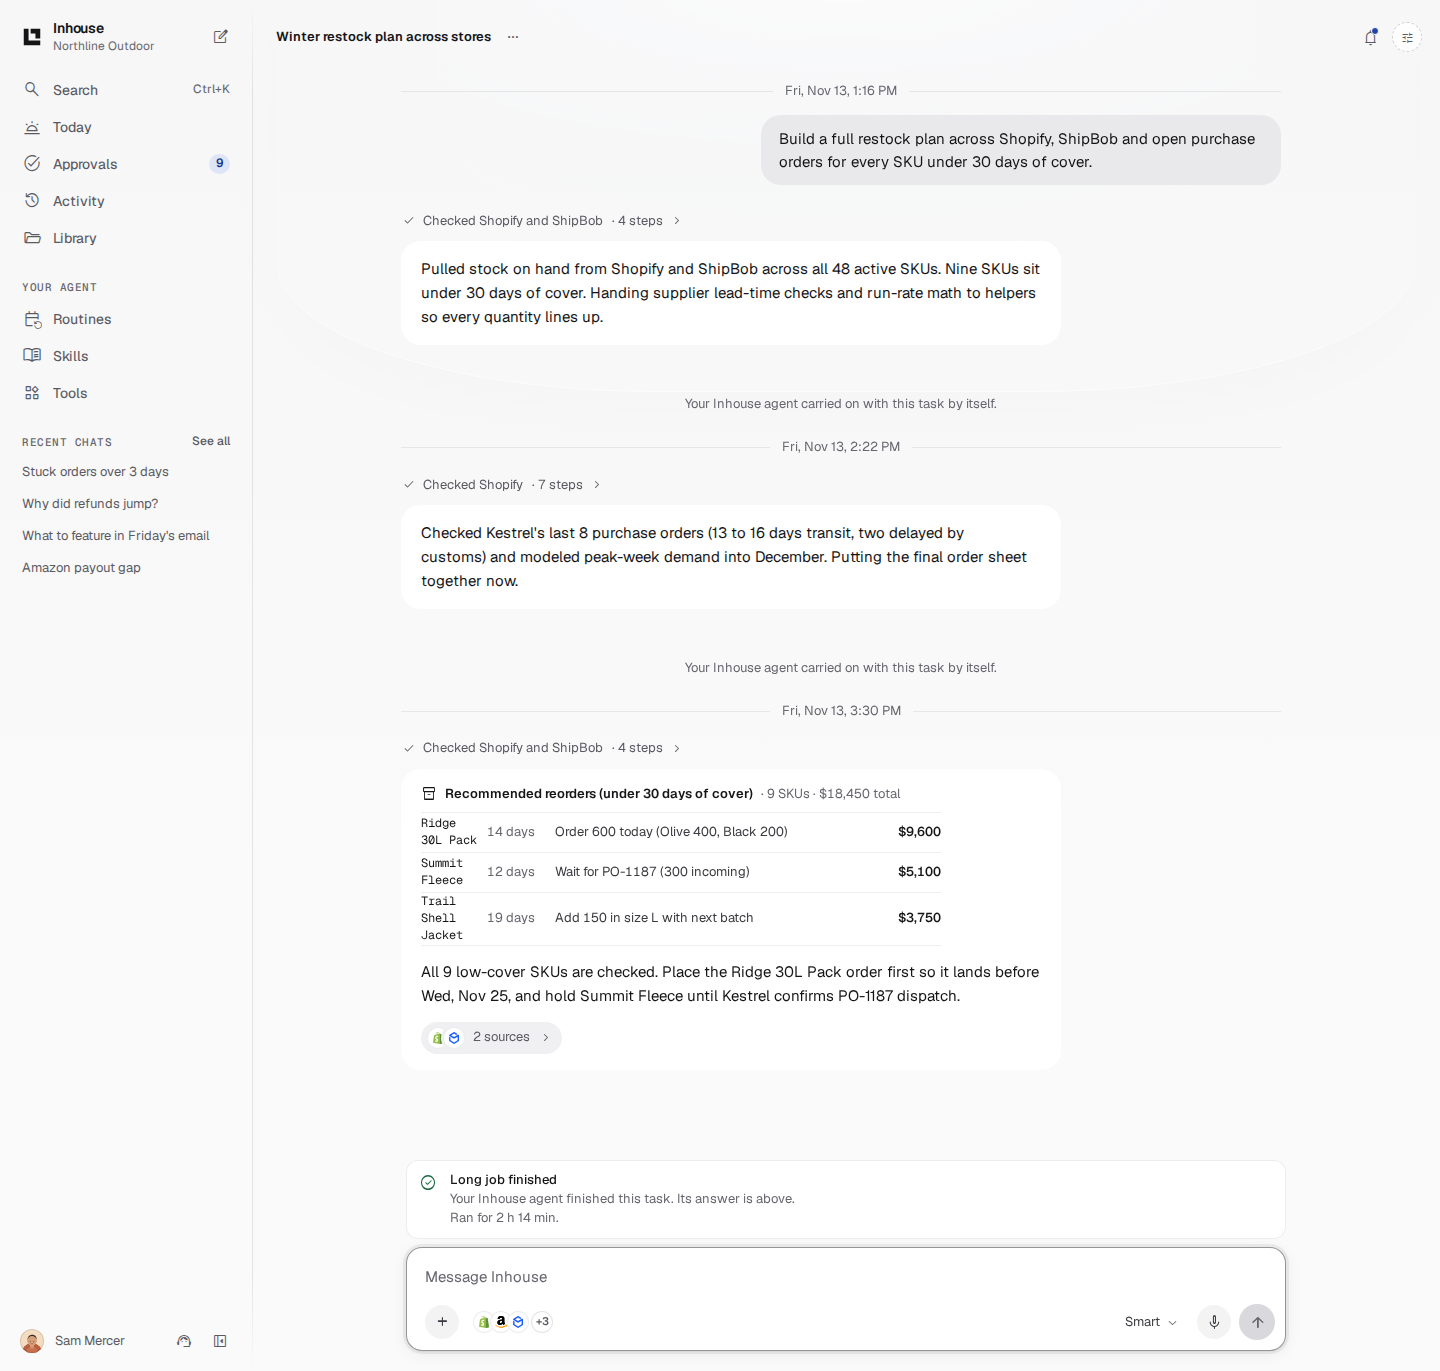 Inhouse
Northline Outdoor
Search Ctrl+K
Today
Approvals 9
Activity
Library
YOUR AGENT
Routines
Skills
Tools
RECENT CHATS See all
Stuck orders over 3 days
Why did refunds jump?
What to feature in Friday's email
Amazon payout gap
Sam Mercer
Winter restock plan across stores
Fri, Nov 13, 1:16 PM
Build a full restock plan across Shopify, ShipBob and open purchase
orders for every SKU under 30 days of cover.
Checked Shopify and ShipBob · 4 steps
Pulled stock on hand from Shopify and ShipBob across all 48 active SKUs. Nine SKUs sit
under 30 days of cover. Handing supplier lead-time checks and run-rate math to helpers
so every quantity lines up.
Your Inhouse agent carried on with this task by itself.
Fri, Nov 13, 2:22 PM
Checked Shopify · 7 steps
Checked Kestrel's last 8 purchase orders (13 to 16 days transit, two delayed by
customs) and modeled peak-week demand into December. Putting the final order sheet
together now.
Your Inhouse agent carried on with this task by itself.
Fri, Nov 13, 3:30 PM
Checked Shopify and ShipBob · 4 steps
Recommended reorders (under 30 days of cover) · 9 SKUs · $18,450 total
Ridge
30L Pack
14 days
Order 600 today (Olive 400, Black 200)
$9,600
Summit
Fleece
12 days
Wait for PO-1187 (300 incoming)
$5,100
Trail
Shell
Jacket
19 days
Add 150 in size L with next batch
$3,750
All 9 low-cover SKUs are checked. Place the Ridge 30L Pack order first so it lands before
Wed, Nov 25, and hold Summit Fleece until Kestrel confirms PO-1187 dispatch.
2 sources
Long job finished
Your Inhouse agent finished this task. Its answer is above.
Ran for 2 h 14 min.
Message Inhouse
+3
Smart